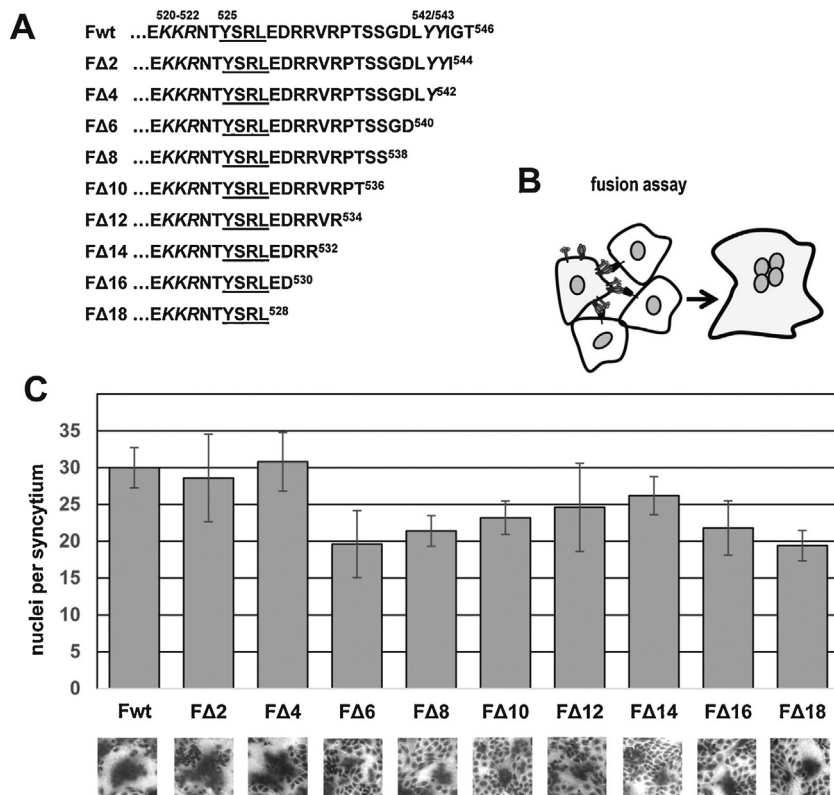 A
520-522 525 542/543
Fwt ...EKKRNTYSRLEDRRVRPTSSGDLYYIGT546
FΔ2 ...EKKRNTYSRLEDRRVRPTSSGDLYYI544
FΔ4 ...EKKRNTYSRLEDRRVRPTSSGDLY542
FΔ6 ...EKKRNTYSRLEDRRVRPTSSGD540
FΔ8 ...EKKRNTYSRLEDRRVRPTSS538
FΔ10 ...EKKRNTYSRLEDRRVRPT536
FΔ12 ...EKKRNTYSRLEDRRVR534
FΔ14 ...EKKRNTYSRLEDRR532
FΔ16 ...EKKRNTYSRLED530
FΔ18 ...EKKRNTYSRL528
B
fusion assay
C
nuclei per syncytium
35
30
25
20
15
10
5
0
Fwt FΔ2 FΔ4 FΔ6 FΔ8 FΔ10 FΔ12 FΔ14 FΔ16 FΔ18